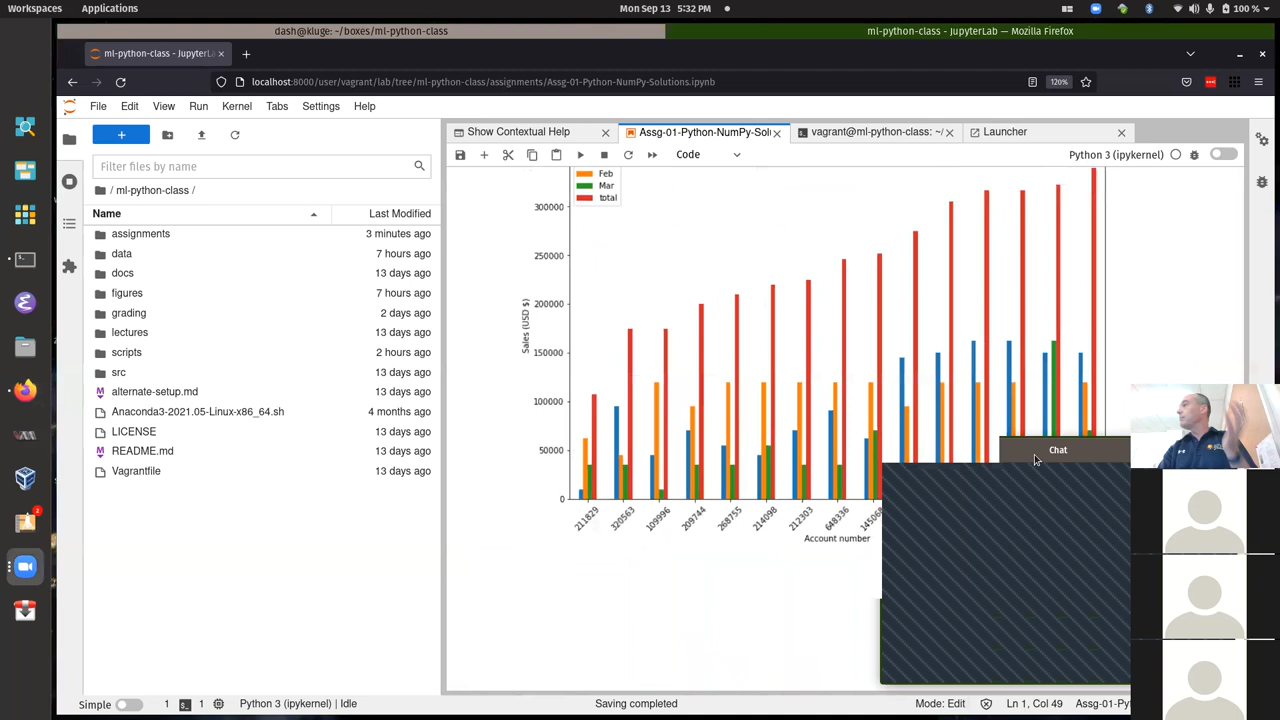 Workspaces Applications Mon Sep 13 5:32 PM 100 %
dash@kluge: ~/boxes/ml-python-class ml-python-class - JupyterLab — Mozilla Firefox
ml-python-class - JupyterLa
localhost:8000/user/vagrant/lab/tree/ml-python-class/assignments/Assg-01-Python-NumPy-Solutions.ipynb 120%
File Edit View Run Kernel Tabs Settings Help
Show Contextual Help Assg-01-Python-NumPy-Solu vagrant@ml-python-class: ~/ Launcher
Code Python 3 (ipykernel)
Filter files by name
/ ml-python-class /
Name Last Modified
assignments 3 minutes ago
data 7 hours ago
docs 13 days ago
figures 7 hours ago
grading 2 days ago
lectures 13 days ago
scripts 2 hours ago
src 13 days ago
alternate-setup.md 13 days ago
Anaconda3-2021.05-Linux-x86_64.sh 4 months ago
LICENSE 13 days ago
README.md 13 days ago
Vagrantfile 13 days ago
Feb
Mar
total
300000
250000
200000
150000
100000
50000
0
Sales (USD $)
211829 320563 109996 209744 268755 214098 212303 648336 145068
Account number
Chat
2
Simple 1 1 Python 3 (ipykernel) | Idle Saving completed Mode: Edit Ln 1, Col 49 Assg-01-Py